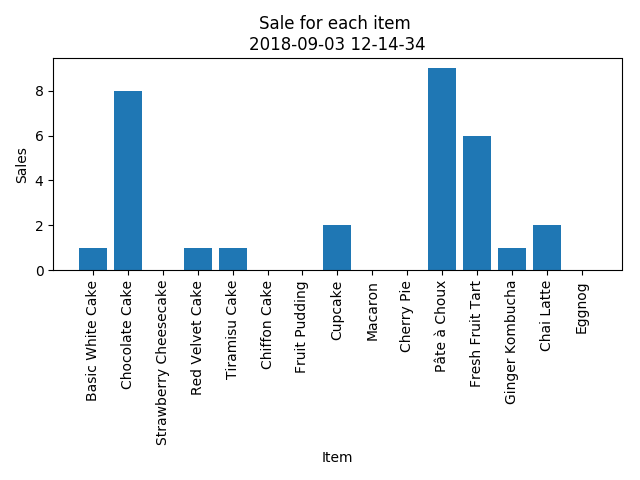 Sale for each item
2018-09-03 12-14-34
Sales
8
6
4
2
0
Basic White Cake
Chocolate Cake
Strawberry Cheesecake
Red Velvet Cake
Tiramisu Cake
Chiffon Cake
Fruit Pudding
Cupcake
Macaron
Cherry Pie
Pâte à Choux
Fresh Fruit Tart
Ginger Kombucha
Chai Latte
Eggnog
Item